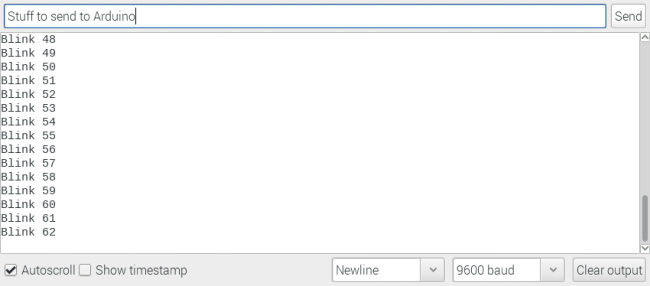 Stuff to send to Arduino
Send
Blink 48
Blink 49
Blink 50
Blink 51
Blink 52
Blink 53
Blink 54
Blink 55
Blink 56
Blink 57
Blink 58
Blink 59
Blink 60
Blink 61
Blink 62
Autoscroll
Show timestamp
Newline
9600 baud
Clear output